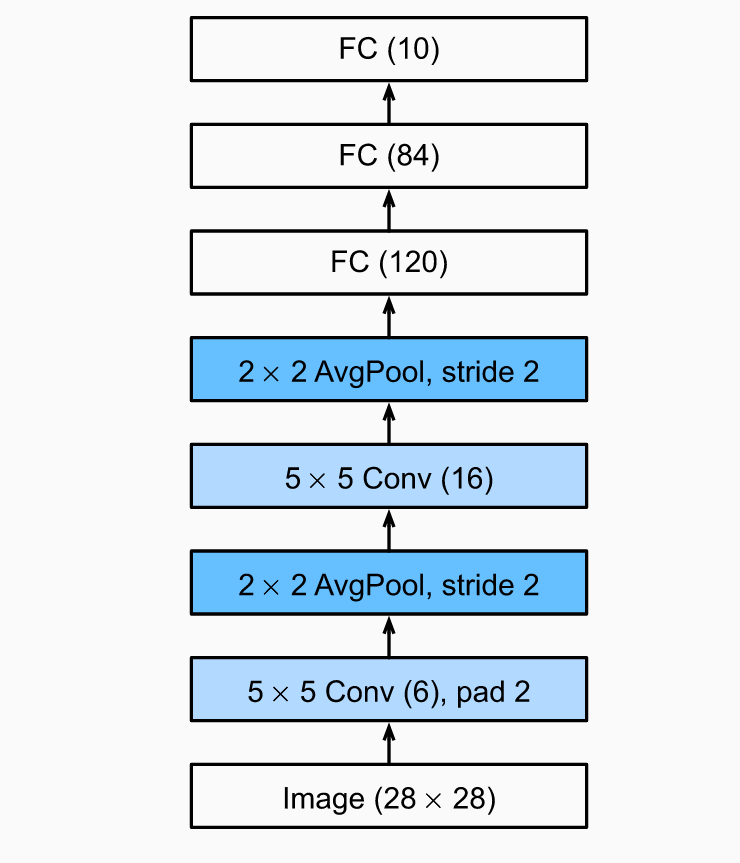 FC (10)
FC (84)
FC (120)
2 × 2 AvgPool, stride 2
5 × 5 Conv (16)
2 × 2 AvgPool, stride 2
5 × 5 Conv (6), pad 2
Image (28 × 28)